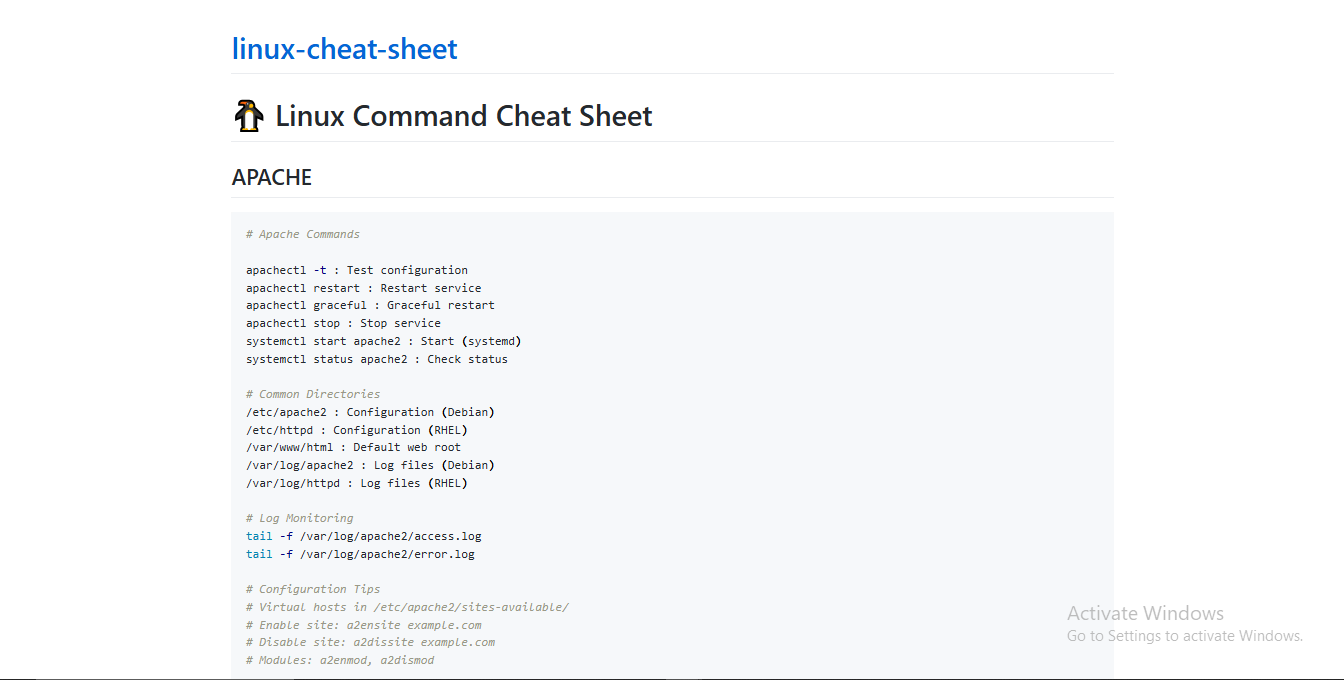 linux-cheat-sheet
Linux Command Cheat Sheet
APACHE
# Apache Commands
apachectl -t : Test configuration
apachectl restart : Restart service
apachectl graceful : Graceful restart
apachectl stop : Stop service
systemctl start apache2 : Start (systemd)
systemctl status apache2 : Check status
# Common Directories
/etc/apache2 : Configuration (Debian)
/etc/httpd : Configuration (RHEL)
/var/www/html : Default web root
/var/log/apache2 : Log files (Debian)
/var/log/httpd : Log files (RHEL)
# Log Monitoring
tail -f /var/log/apache2/access.log
tail -f /var/log/apache2/error.log
# Configuration Tips
# Virtual hosts in /etc/apache2/sites-available/
# Enable site: a2ensite example.com
# Disable site: a2dissite example.com
# Modules: a2enmod, a2dismod
Activate Windows
Go to Settings to activate Windows.